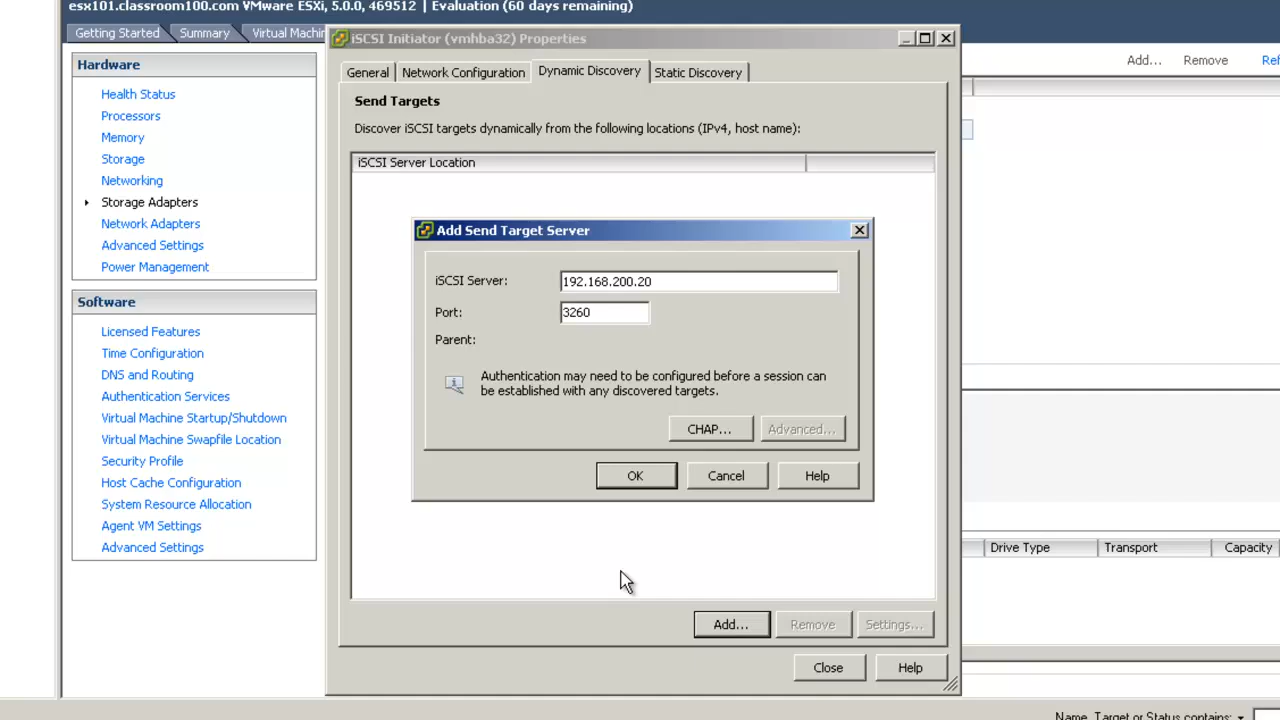 esx101.classroom100.com VMware ESXi, 5.0.0, 469512 | Evaluation (60 days remaining)
Getting Started
Summary
Virtual Machin
Hardware
Health Status
Processors
Memory
Storage
Networking
Storage Adapters
Network Adapters
Advanced Settings
Power Management
Software
Licensed Features
Time Configuration
DNS and Routing
Authentication Services
Virtual Machine Startup/Shutdown
Virtual Machine Swapfile Location
Security Profile
Host Cache Configuration
System Resource Allocation
Agent VM Settings
Advanced Settings
iSCSI Initiator (vmhba32) Properties
General
Network Configuration
Dynamic Discovery
Static Discovery
Send Targets
Discover iSCSI targets dynamically from the following locations (IPv4, host name):
iSCSI Server Location
Add Send Target Server
iSCSI Server:
192.168.200.20
Port:
3260
Parent:
Authentication may need to be configured before a session can
be established with any discovered targets.
CHAP...
Advanced...
OK
Cancel
Help
Add...
Remove
Settings...
Close
Help
Add...
Remove
Ref
Drive Type
Transport
Capacity
Name, Target or Status contains: